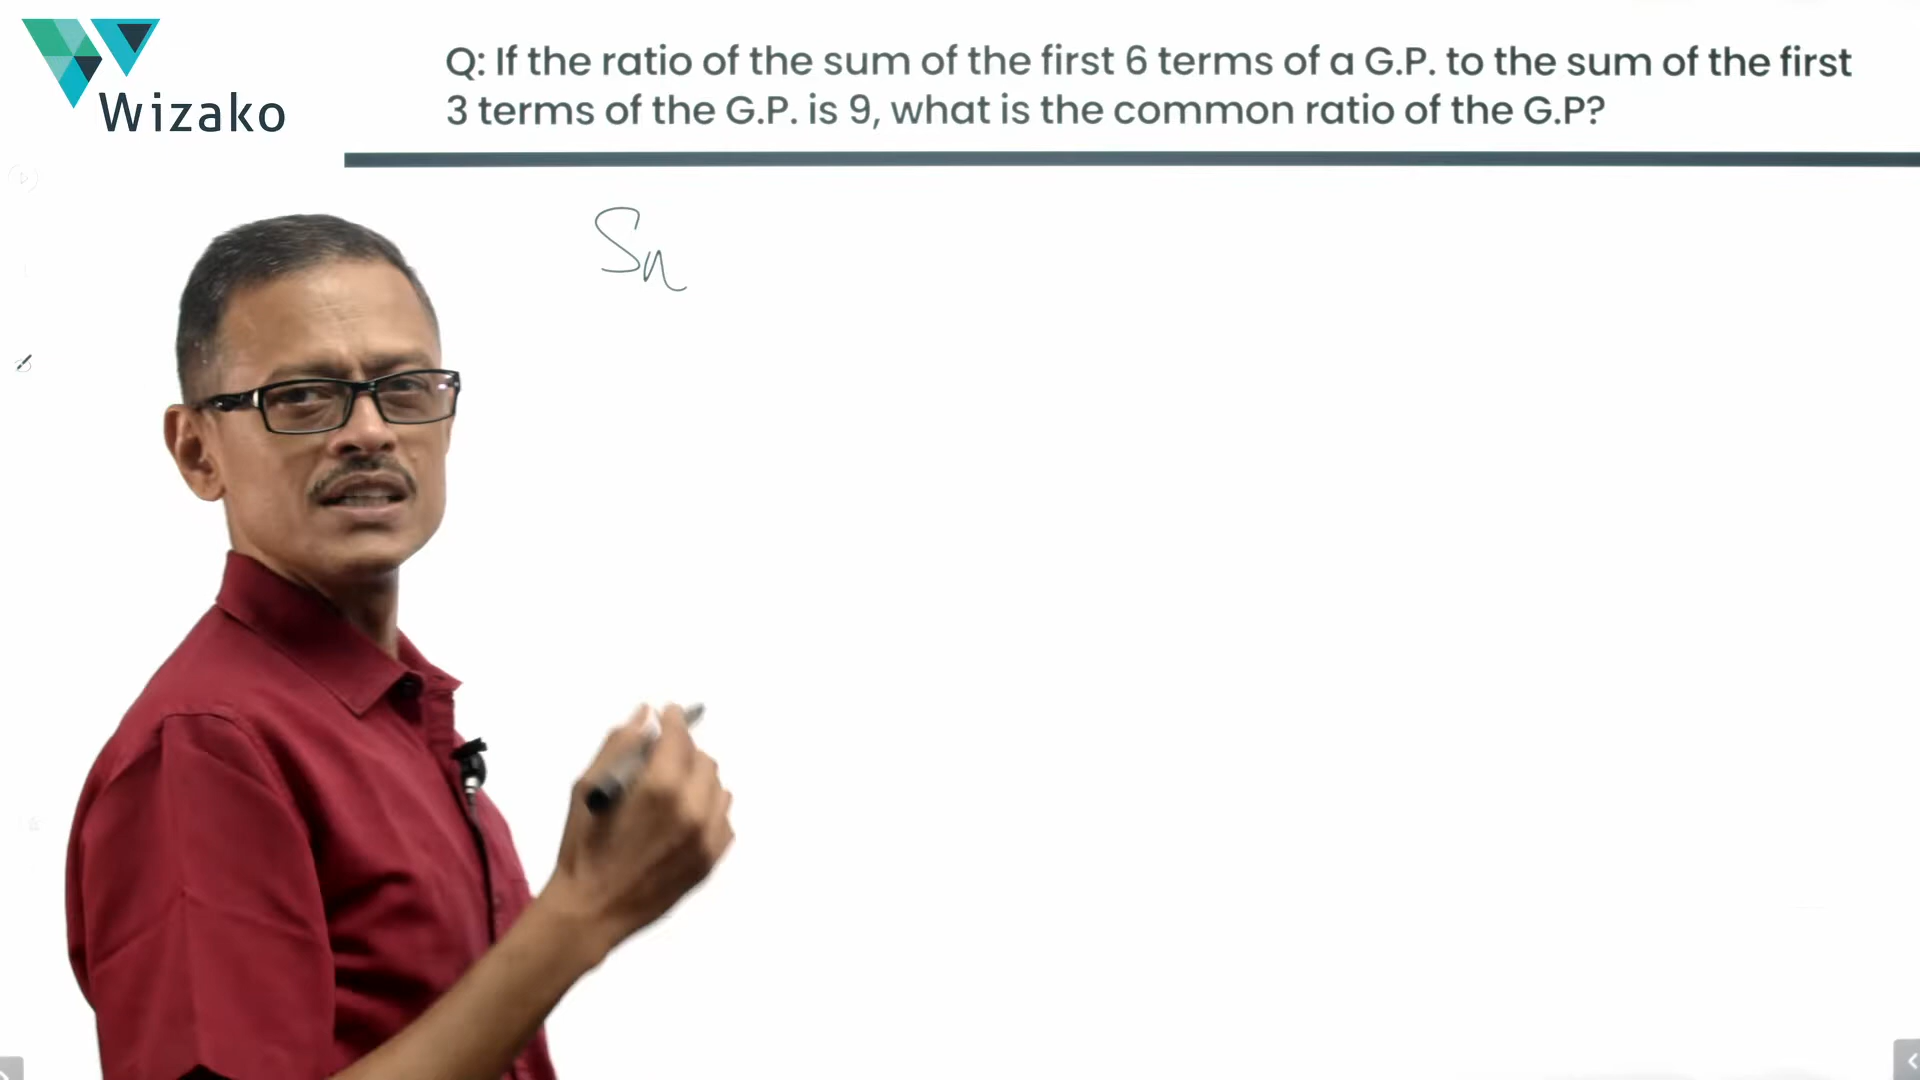 Wizako
Q: If the ratio of the sum of the first 6 terms of a G.P. to the sum of the first
3 terms of the G.P. is 9, what is the common ratio of the G.P?
Sn